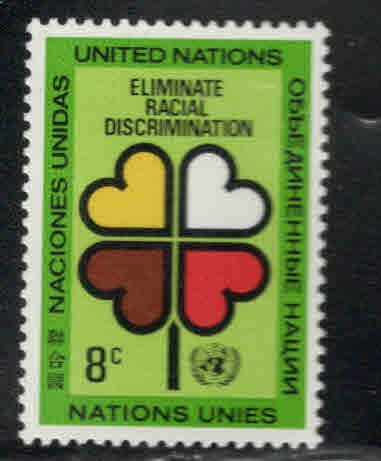 UNITED NATIONS
ELIMINATE
RACIAL
DISCRIMINATION
NACIONES UNIDAS
ОБЪЕДИНЕННЫЕ НАЦИИ
8c
NATIONS UNIES